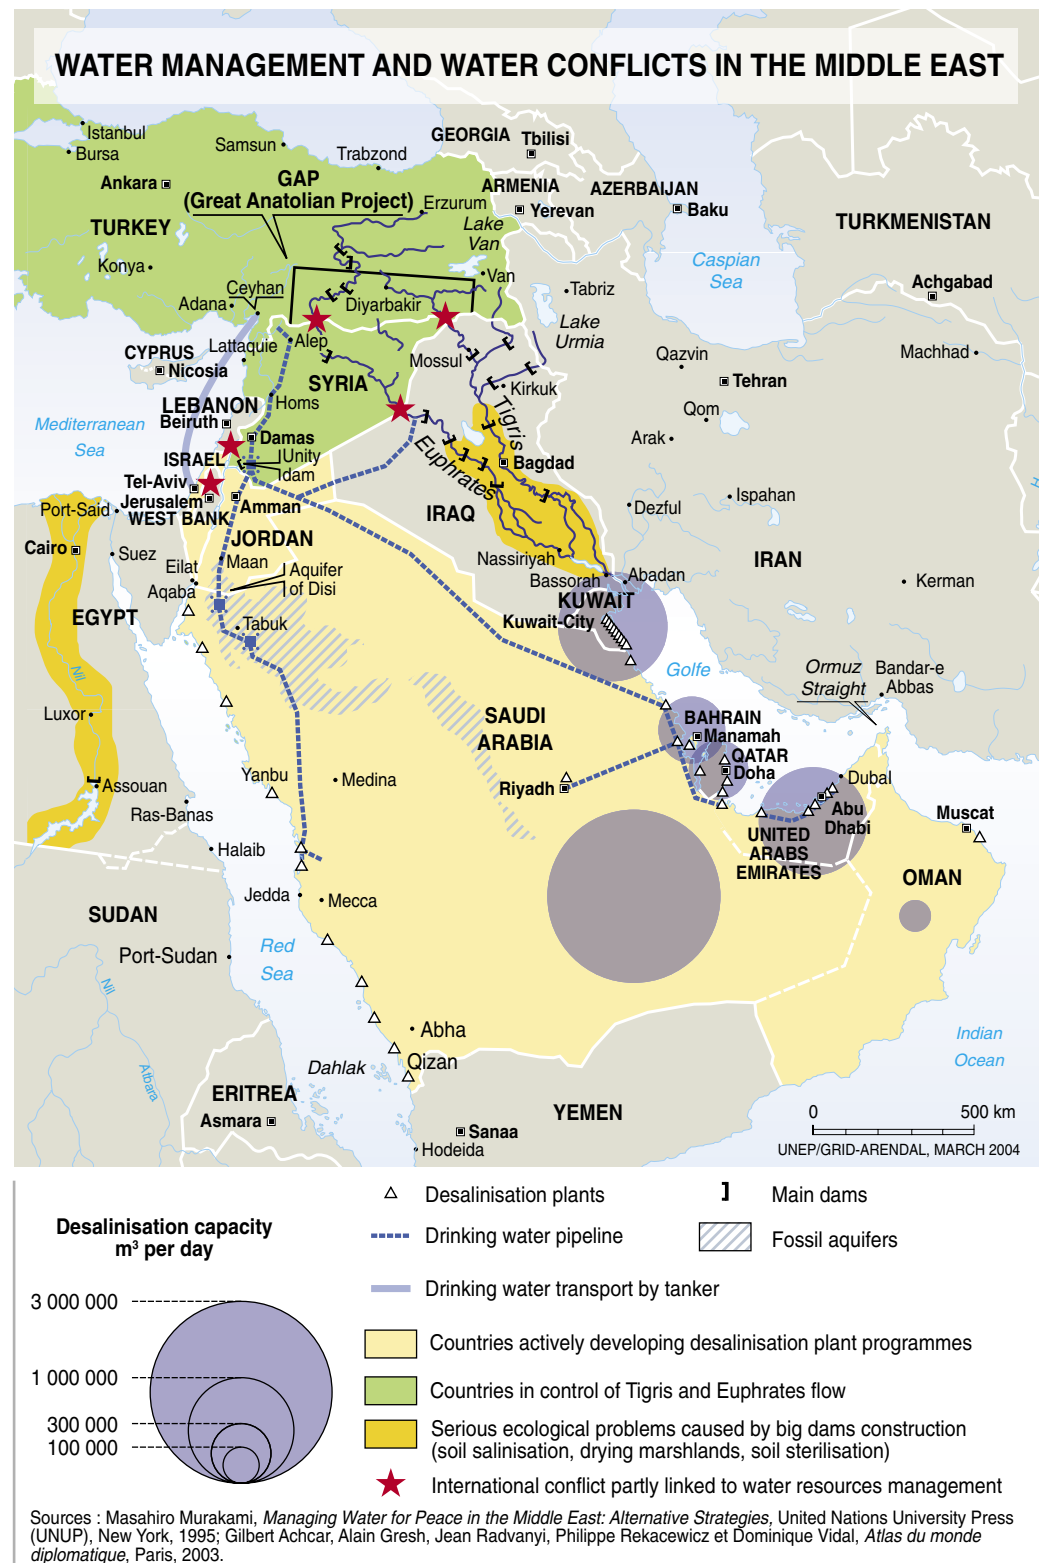 WATER MANAGEMENT AND WATER CONFLICTS IN THE MIDDLE EAST
Istanbul
Bursa
Samsun
Trabzond
GEORGIA
Tbilisi
Ankara
GAP
(Great Anatolian Project)
Erzurum
ARMENIA
Yerevan
AZERBAIJAN
Baku
TURKEY
Lake
Van
TURKMENISTAN
Konya
Van
Caspian
Sea
Achgabad
Ceyhan
Adana
Diyarbakir
Tabriz
Lake
Urmia
Lattaquie
Alep
CYPRUS
Nicosia
Mossul
Qazvin
Machhad
SYRIA
Kirkuk
Tehran
Homs
LEBANON
Beiruth
Tigris
Qom
Mediterranean
Sea
Damas
Arak
ISRAEL
Unity
dam
Euphrates
Bagdad
Tel-Aviv
Jerusalem
WEST BANK
Amman
Ispahan
Port-Said
IRAQ
Dezful
Cairo
Suez
JORDAN
Nassiriyah
IRAN
Eilat
Maan
Aquifer
of Disi
Bassorah
Abadan
Kerman
Aqaba
EGYPT
KUWAIT
Kuwait-City
Tabuk
Nil
Golfe
Ormuz
Straight
Bandar-e
Abbas
Luxor
SAUDI
ARABIA
BAHRAIN
Manamah
QATAR
Doha
Assouan
Yanbu
Medina
Riyadh
Dubal
Ras-Banas
Abu
Dhabi
Muscat
UNITED
ARABS
EMIRATES
Halaib
OMAN
Jedda
Mecca
SUDAN
Port-Sudan
Red
Sea
Nil
Abha
Indian
Ocean
Dahlak
Qizan
Atbara
ERITREA
Asmara
YEMEN
Sanaa
Hodeida
0
500 km
UNEP/GRID-ARENDAL, MARCH 2004
Desalinisation capacity
m³ per day
3 000 000
1 000 000
300 000
100 000
Desalinisation plants
Main dams
Drinking water pipeline
Fossil aquifers
Drinking water transport by tanker
Countries actively developing desalinisation plant programmes
Countries in control of Tigris and Euphrates flow
Serious ecological problems caused by big dams construction
(soil salinisation, drying marshlands, soil sterilisation)
International conflict partly linked to water resources management
Sources : Masahiro Murakami, Managing Water for Peace in the Middle East: Alternative Strategies, United Nations University Press
(UNUP), New York, 1995; Gilbert Achcar, Alain Gresh, Jean Radvanyi, Philippe Rekacewicz et Dominique Vidal, Atlas du monde
diplomatique, Paris, 2003.